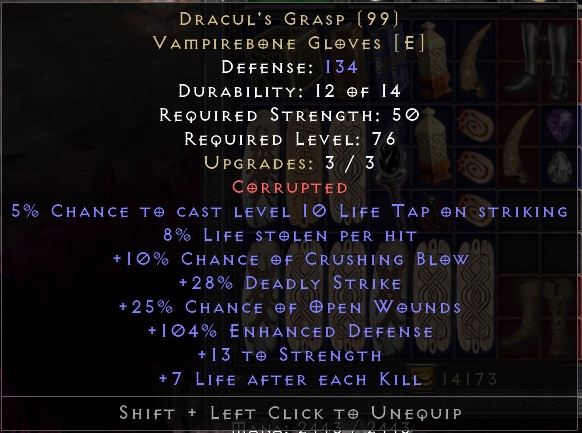 Dracul's Grasp (99)
Vampirebone Gloves [E]
Defense: 134
Durability: 12 of 14
Required Strength: 50
Required Level: 76
Upgrades: 3 / 3
Corrupted
5% Chance to cast level 10 Life Tap on striking
8% Life stolen per hit
+10% Chance of Crushing Blow
+28% Deadly Strike
+25% Chance of Open Wounds
+104% Enhanced Defense
+13 to Strength
+7 Life after each Kill
14173
Shift + Left Click to Unequip
Mana: 2443 / 2443